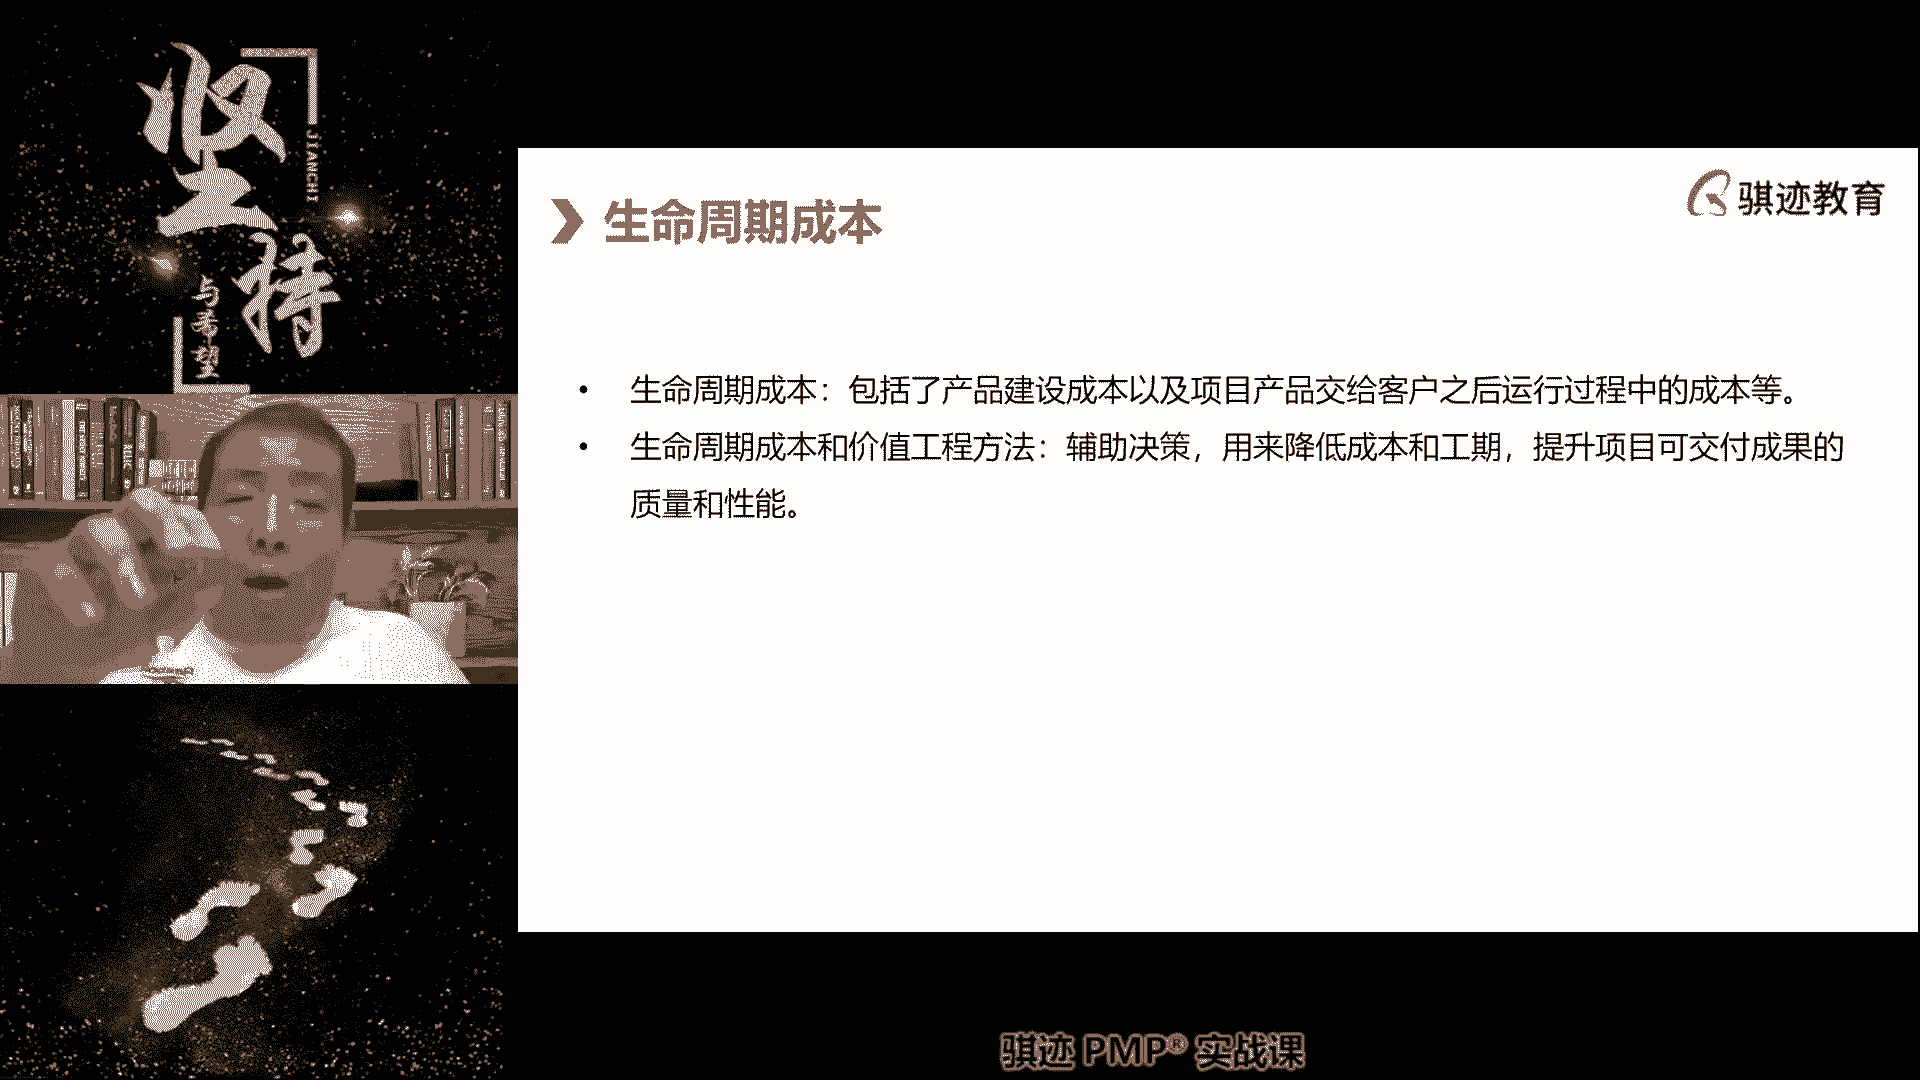 坚持
JIANCHI
与希望
生命周期成本
骐迹教育
• 生命周期成本：包括了产品建设成本以及项目产品交给客户之后运行过程中的成本等。
• 生命周期成本和价值工程方法：辅助决策，用来降低成本和工期，提升项目可交付成果的
质量和性能。
骐迹 PMP® 实战课